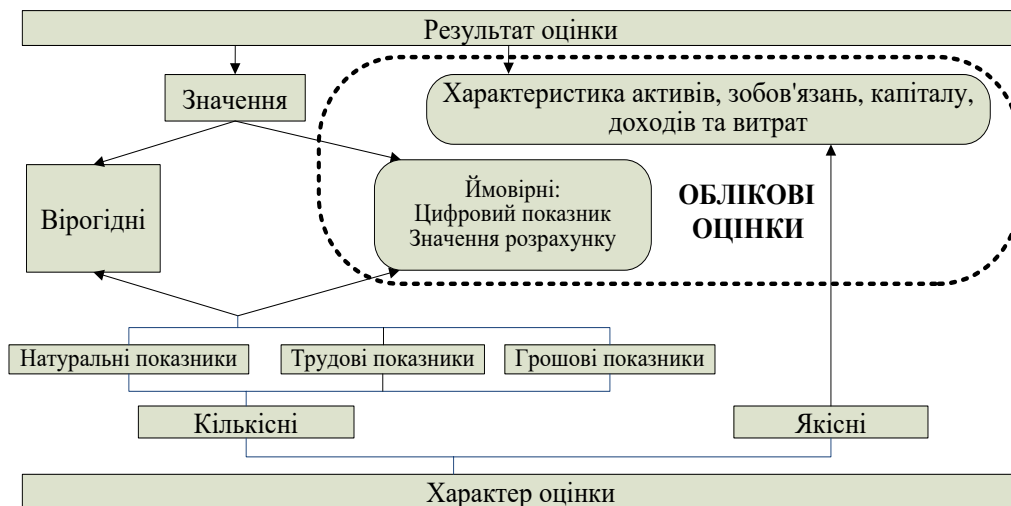 Результат оцінки
Значення
Характеристика активів, зобов'язань, капіталу,
доходів та витрат
Вірогідні
Ймовірні:
Цифровий показник
Значення розрахунку
ОБЛІКОВІ
ОЦІНКИ
Натуральні показники
Трудові показники
Грошові показники
Кількісні
Якісні
Характер оцінки